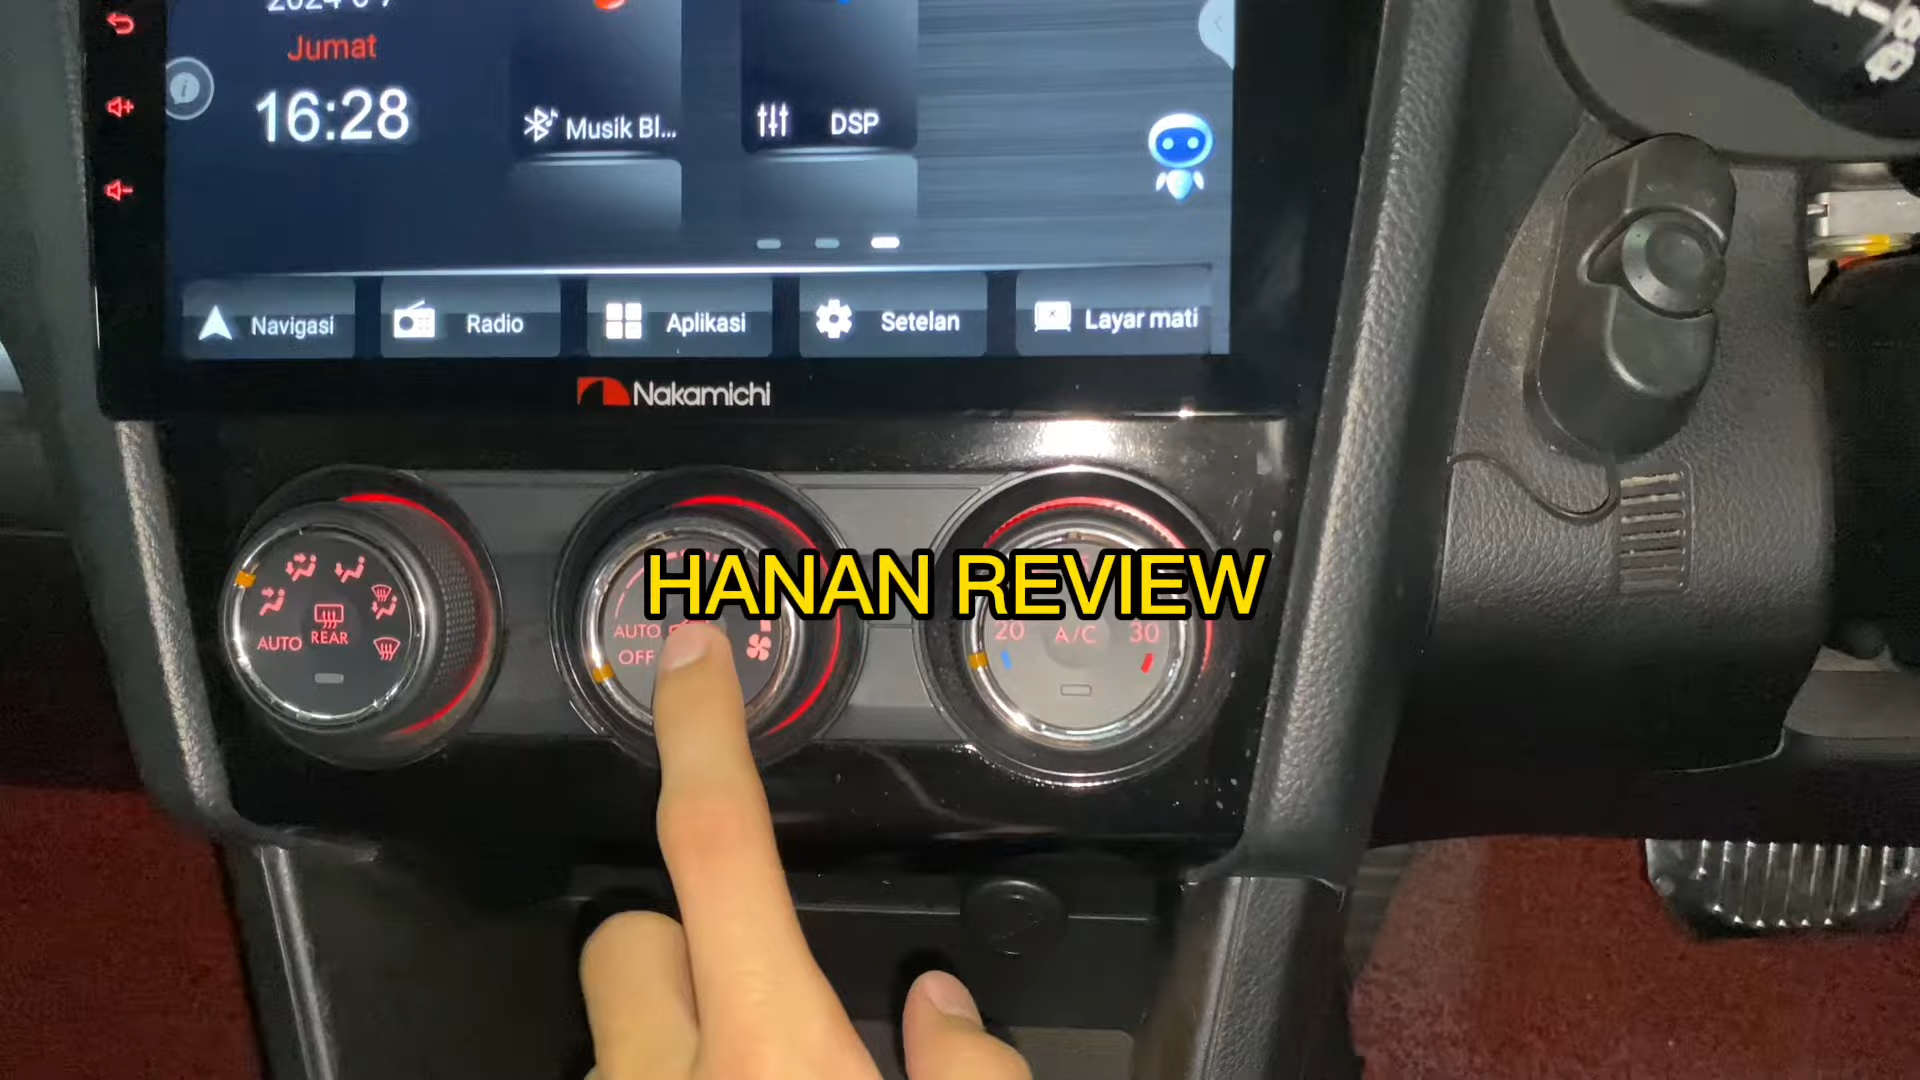 Jumat
16:28
Musik Bl...
DSP
Navigasi
Radio
Aplikasi
Setelan
Layar mati
Nakamichi
HANAN REVIEW
AUTO
REAR
AUTO
OFF
20
A/C
30